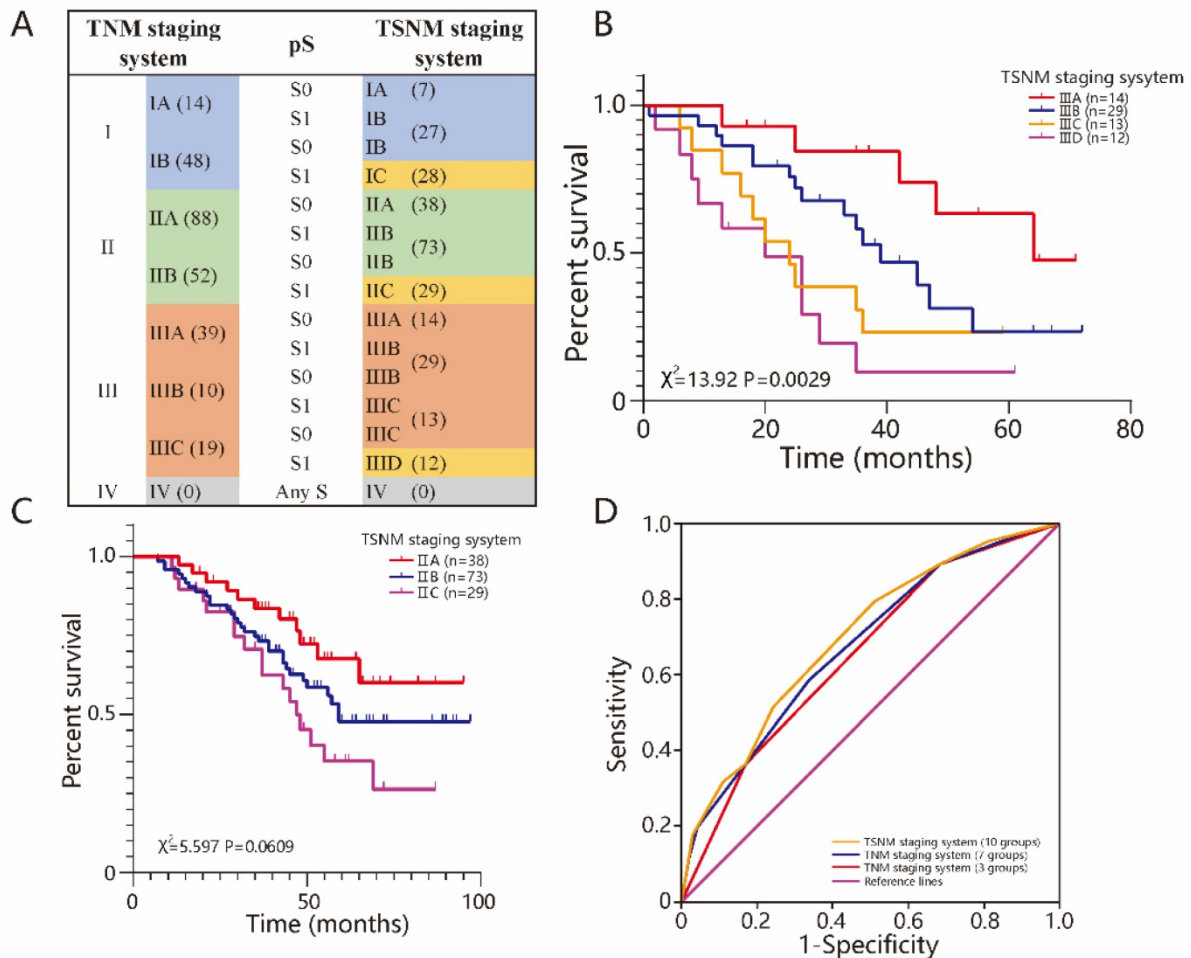 A
TNM staging system
pS
TSNM staging system
I
IA (14)
IB (48)
S0
IA (7)
S1
IB
(27)
S0
IB
S1
IC (28)
II
IIA (88)
IIB (52)
S0
IIA (38)
S1
IIB
(73)
S0
IIB
S1
IIC (29)
III
IIIA (39)
IIIB (10)
IIIC (19)
S0
IIIA (14)
S1
IIIB
(29)
S0
IIIB
S1
IIIC
(13)
S0
IIIC
S1
IIID (12)
IV
IV (0)
Any S
IV (0)
B
TSNM staging sysytem
IIIA (n=14)
IIIB (n=29)
IIIC (n=13)
IIID (n=12)
Percent survival
1.0
0.5
0
χ²=13.92 P=0.0029
0 20 40 60 80
Time (months)
C
TSNM staging sysytem
IIA (n=38)
IIB (n=73)
IIC (n=29)
Percent survival
1.0
0.5
0
χ²=5.597 P=0.0609
0 50 100
Time (months)
D
Sensitivity
1.0
0.8
0.6
0.4
0.2
0
TSNM staging system (10 groups)
TNM staging system (7 groups)
TNM staging system (3 groups)
Reference lines
0 0.2 0.4 0.6 0.8 1.0
1-Specificity